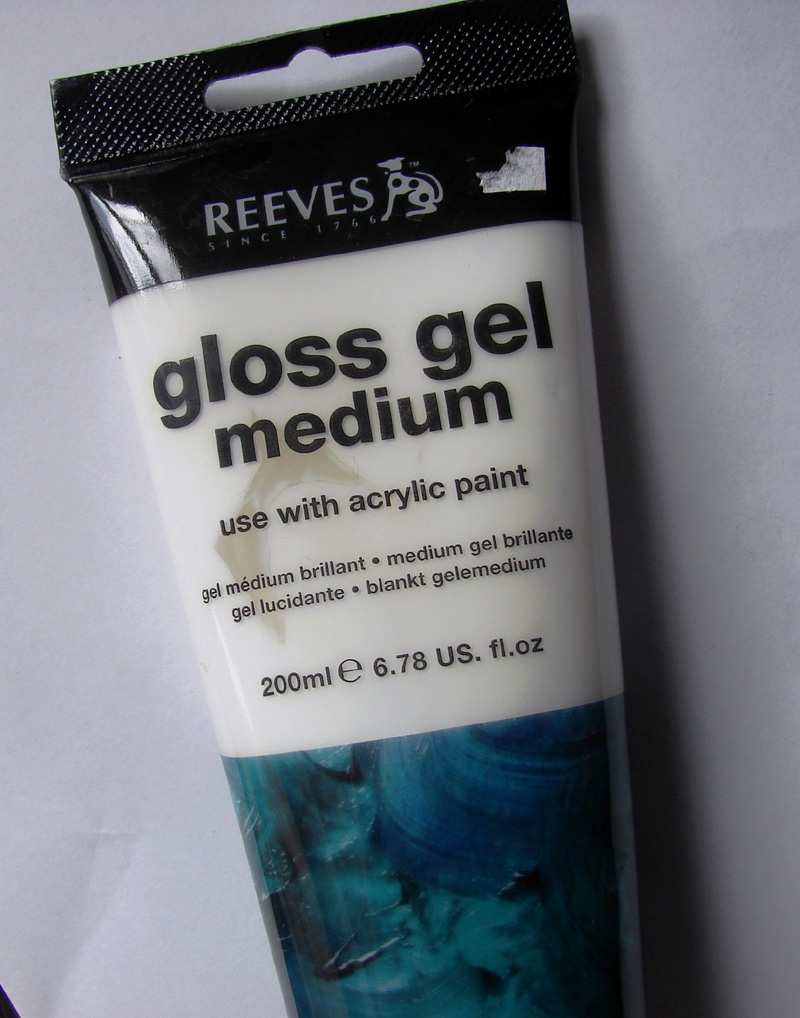 REEVES™
SINCE 1766
gloss gel
medium
use with acrylic paint
gel médium brillant • medium gel brillante
gel lucidante • blankt gelemedium
200ml ℮ 6.78 US. fl.oz